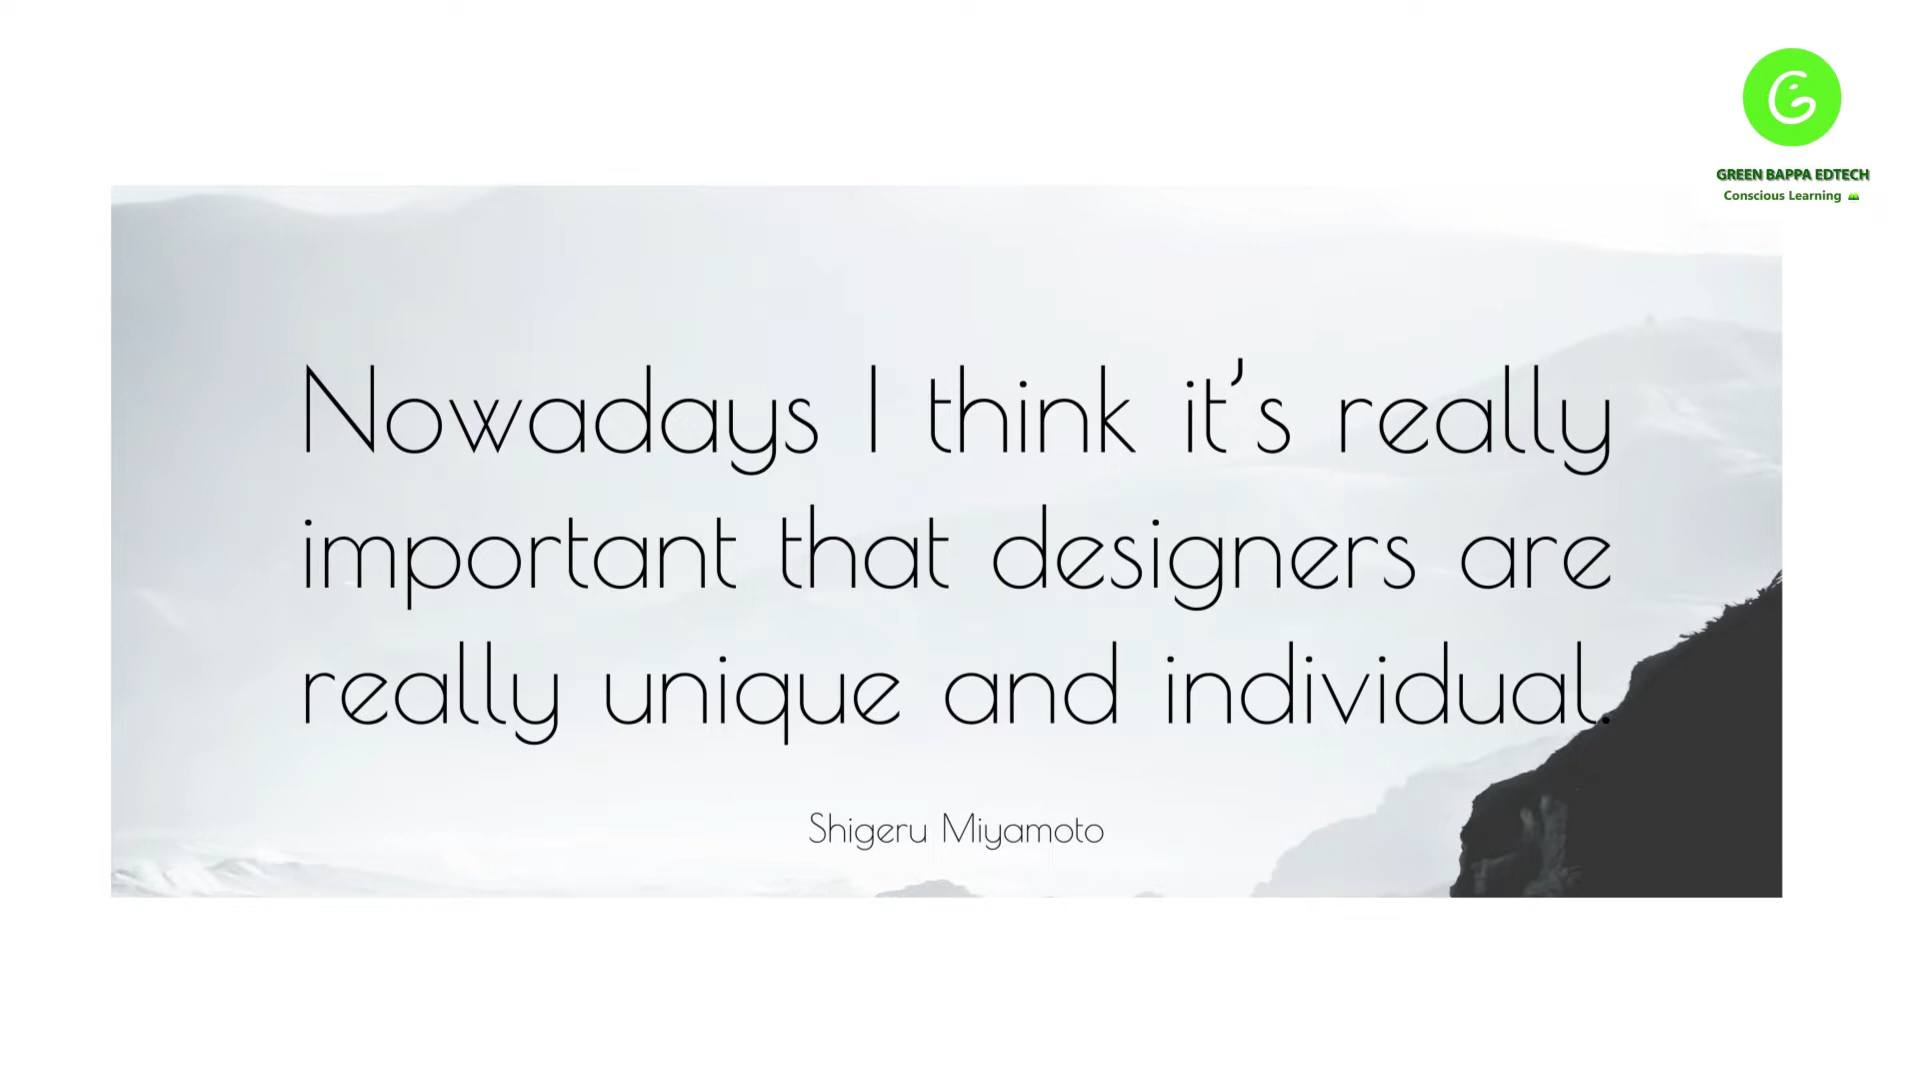 GREEN BAPPA EDTECH
Conscious Learning
Nowadays I think it’s really
important that designers are
really unique and individual.
Shigeru Miyamoto